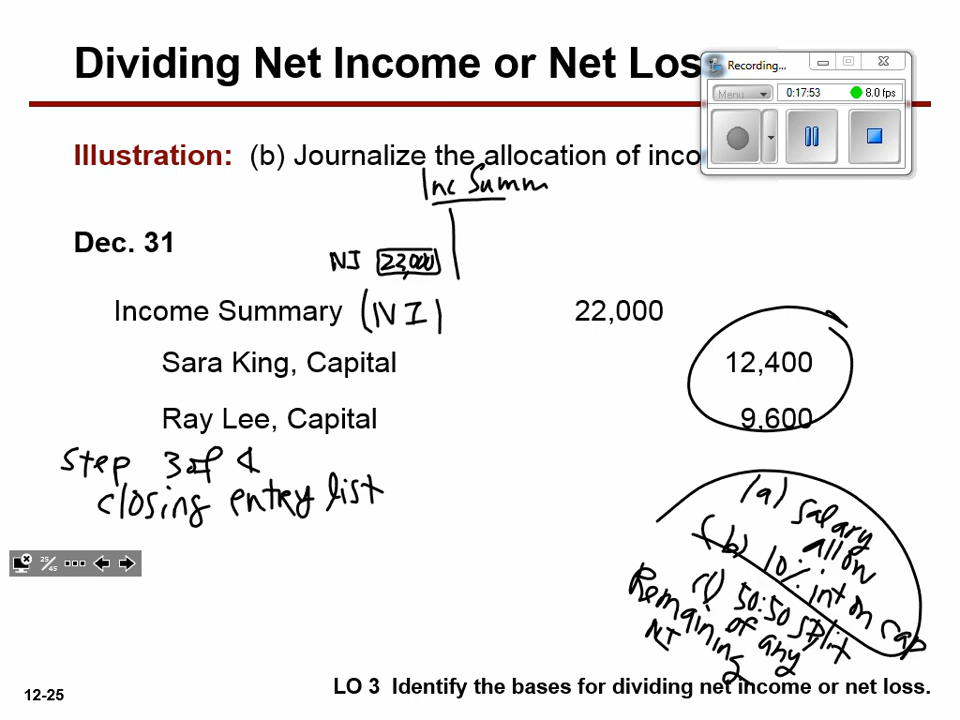 Dividing Net Income or Net Los
Recording...
Menu
0:17:53
8.0 fps
Illustration: (b) Journalize the allocation of inco
Inc Summ
Dec. 31
NI 22,000
Income Summary (NI) 22,000
Sara King, Capital 12,400
Ray Lee, Capital 9,600
Step 3 of 4
closing entry list
(a) salary
allow
(b) 10% int on cap
(c) 50:50 split
of any
Remaining
NI
25/45
12-25
LO 3 Identify the bases for dividing net income or net loss.